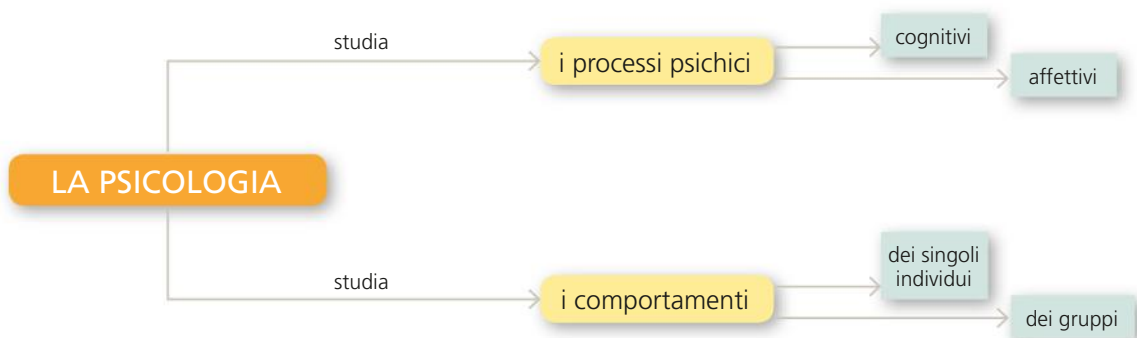 studia
i processi psichici
cognitivi
affettivi
LA PSICOLOGIA
studia
i comportamenti
dei singoli
individui
dei gruppi